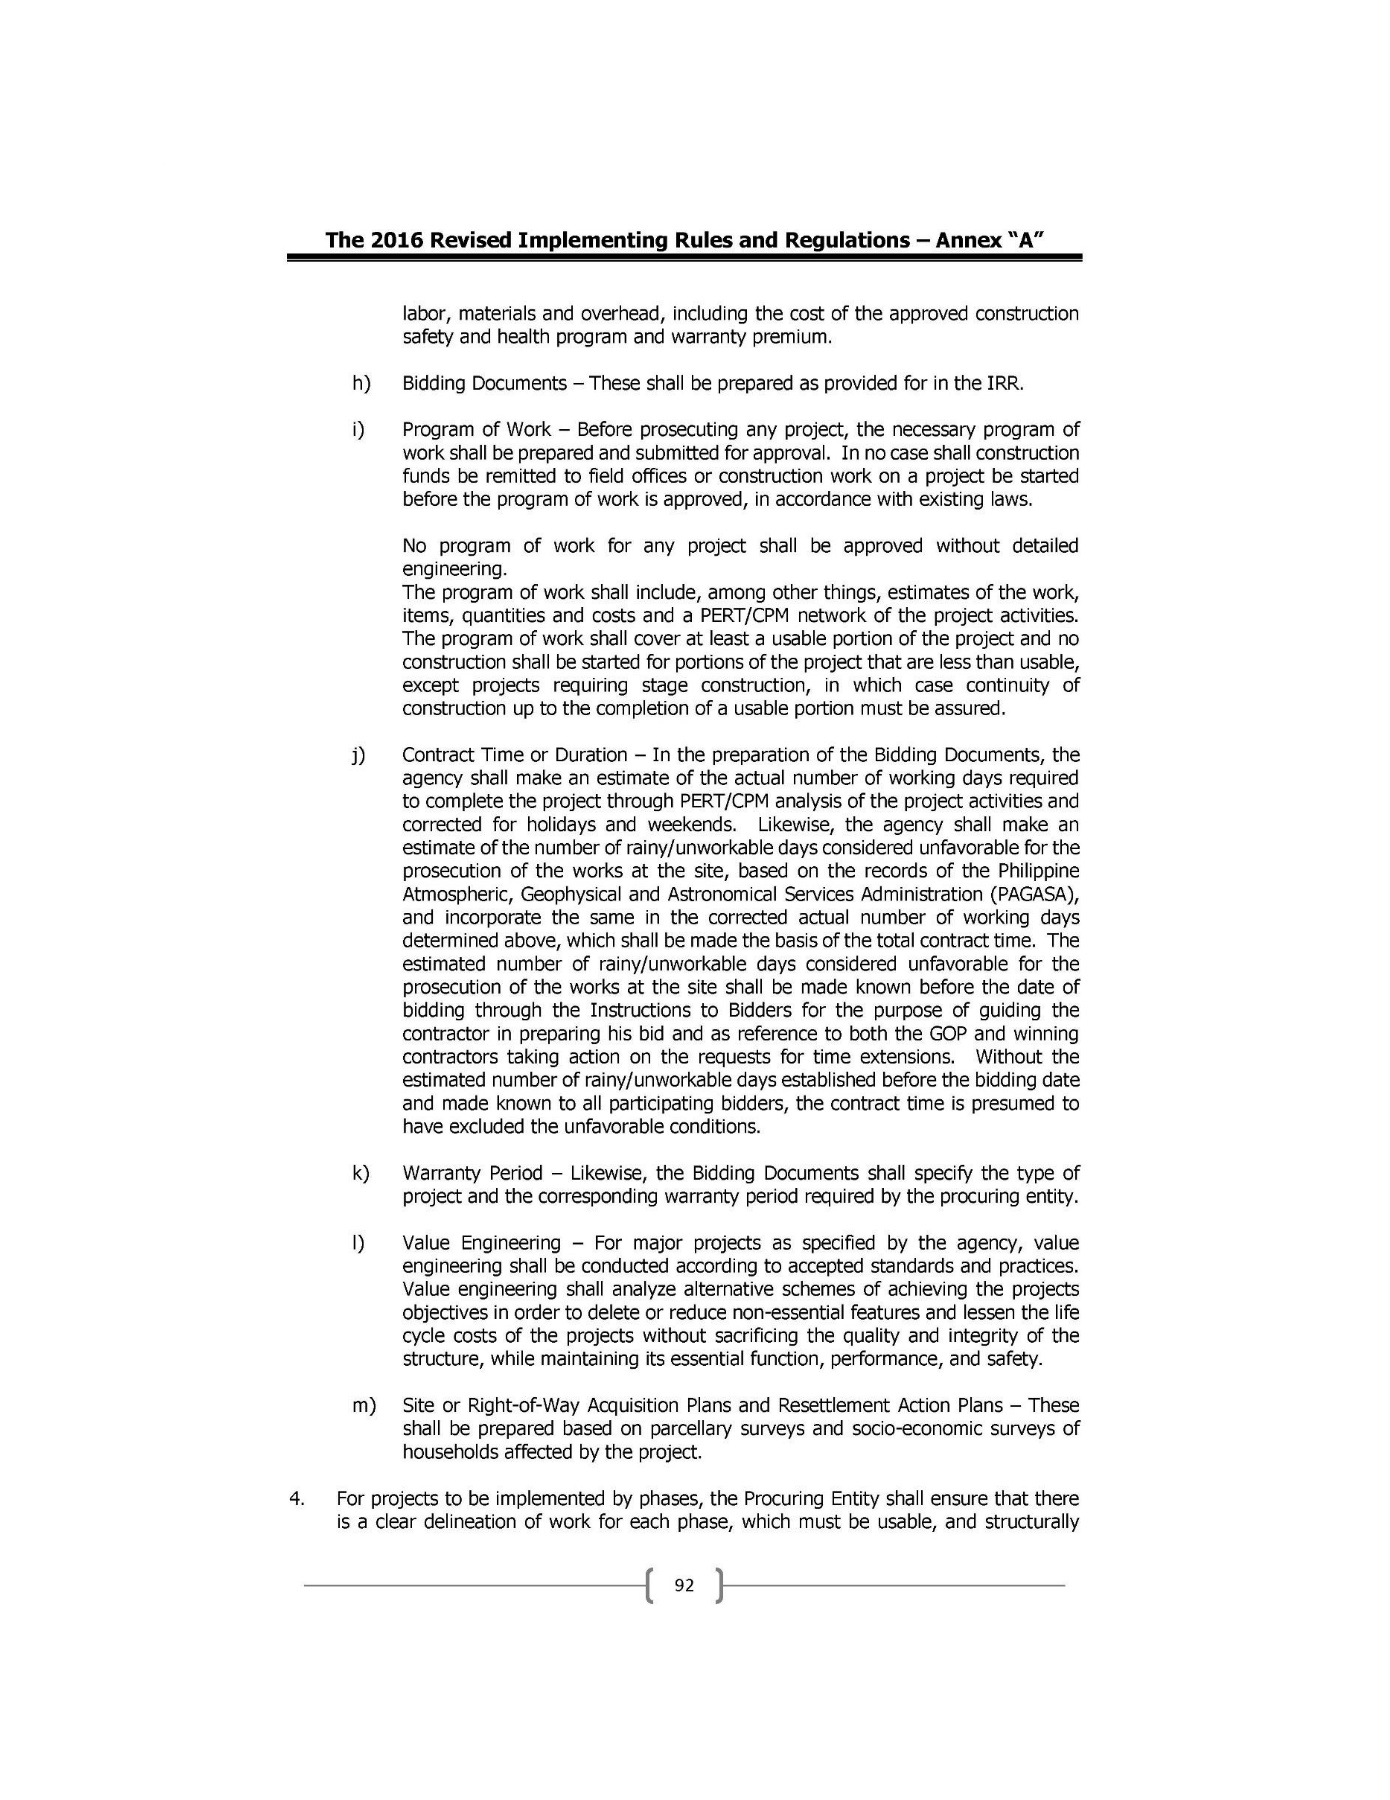 The 2016 Revised Implementing Rules and Regulations – Annex “A”
labor, materials and overhead, including the cost of the approved construction
safety and health program and warranty premium.
h) Bidding Documents – These shall be prepared as provided for in the IRR.
i) Program of Work – Before prosecuting any project, the necessary program of
work shall be prepared and submitted for approval. In no case shall construction
funds be remitted to field offices or construction work on a project be started
before the program of work is approved, in accordance with existing laws.
No program of work for any project shall be approved without detailed
engineering.
The program of work shall include, among other things, estimates of the work,
items, quantities and costs and a PERT/CPM network of the project activities.
The program of work shall cover at least a usable portion of the project and no
construction shall be started for portions of the project that are less than usable,
except projects requiring stage construction, in which case continuity of
construction up to the completion of a usable portion must be assured.
j) Contract Time or Duration – In the preparation of the Bidding Documents, the
agency shall make an estimate of the actual number of working days required
to complete the project through PERT/CPM analysis of the project activities and
corrected for holidays and weekends. Likewise, the agency shall make an
estimate of the number of rainy/unworkable days considered unfavorable for the
prosecution of the works at the site, based on the records of the Philippine
Atmospheric, Geophysical and Astronomical Services Administration (PAGASA),
and incorporate the same in the corrected actual number of working days
determined above, which shall be made the basis of the total contract time. The
estimated number of rainy/unworkable days considered unfavorable for the
prosecution of the works at the site shall be made known before the date of
bidding through the Instructions to Bidders for the purpose of guiding the
contractor in preparing his bid and as reference to both the GOP and winning
contractors taking action on the requests for time extensions. Without the
estimated number of rainy/unworkable days established before the bidding date
and made known to all participating bidders, the contract time is presumed to
have excluded the unfavorable conditions.
k) Warranty Period – Likewise, the Bidding Documents shall specify the type of
project and the corresponding warranty period required by the procuring entity.
l) Value Engineering – For major projects as specified by the agency, value
engineering shall be conducted according to accepted standards and practices.
Value engineering shall analyze alternative schemes of achieving the projects
objectives in order to delete or reduce non-essential features and lessen the life
cycle costs of the projects without sacrificing the quality and integrity of the
structure, while maintaining its essential function, performance, and safety.
m) Site or Right-of-Way Acquisition Plans and Resettlement Action Plans – These
shall be prepared based on parcellary surveys and socio-economic surveys of
households affected by the project.
4. For projects to be implemented by phases, the Procuring Entity shall ensure that there
is a clear delineation of work for each phase, which must be usable, and structurally
92